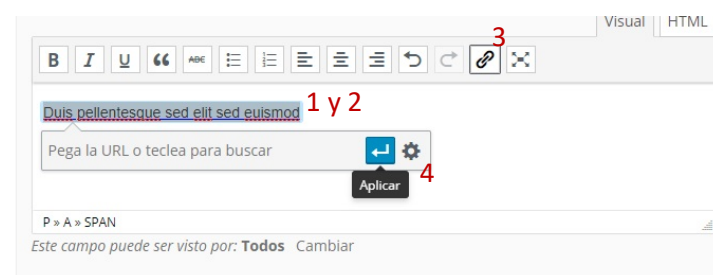 Visual HTML
3
B I U ABC
Duis pellentesque sed elit sed euismod 1 y 2
Pega la URL o teclea para buscar
4
Aplicar
P » A » SPAN
Este campo puede ser visto por: Todos Cambiar